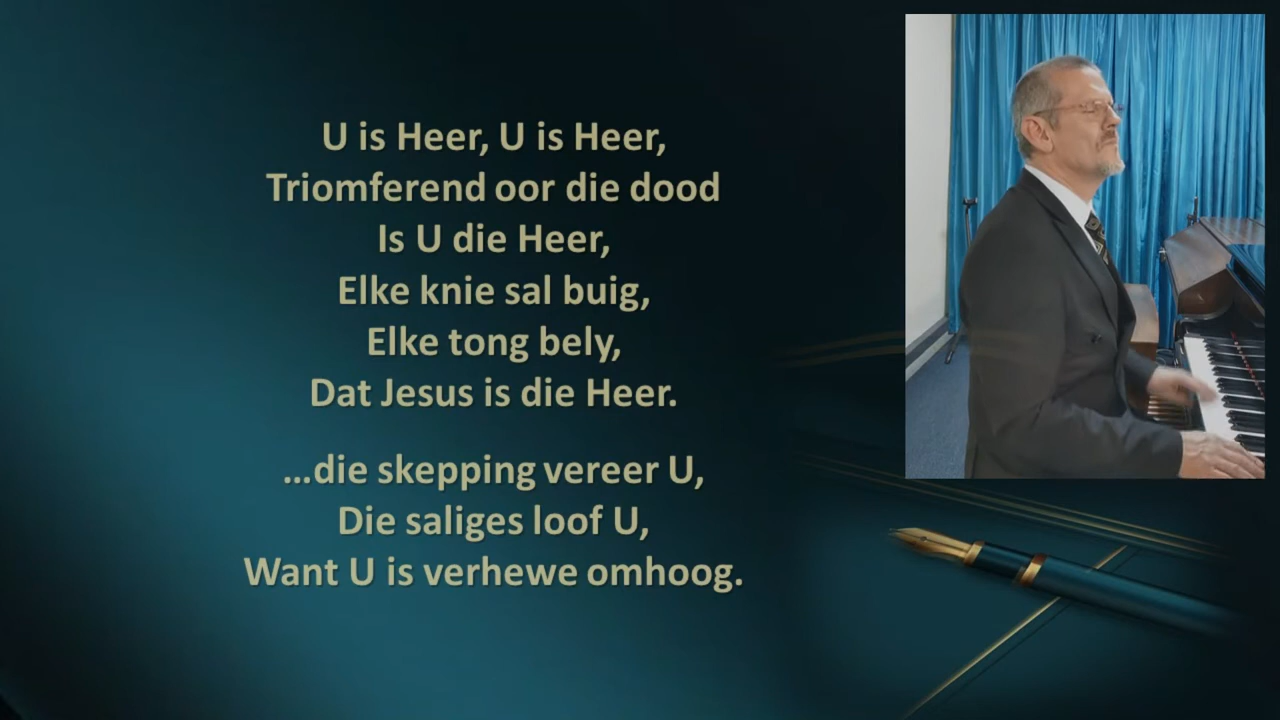 U is Heer, U is Heer,
Triomferend oor die dood
Is U die Heer,
Elke knie sal buig,
Elke tong bely,
Dat Jesus is die Heer.
...die skepping vereer U,
Die saliges loof U,
Want U is verhewe omhoog.